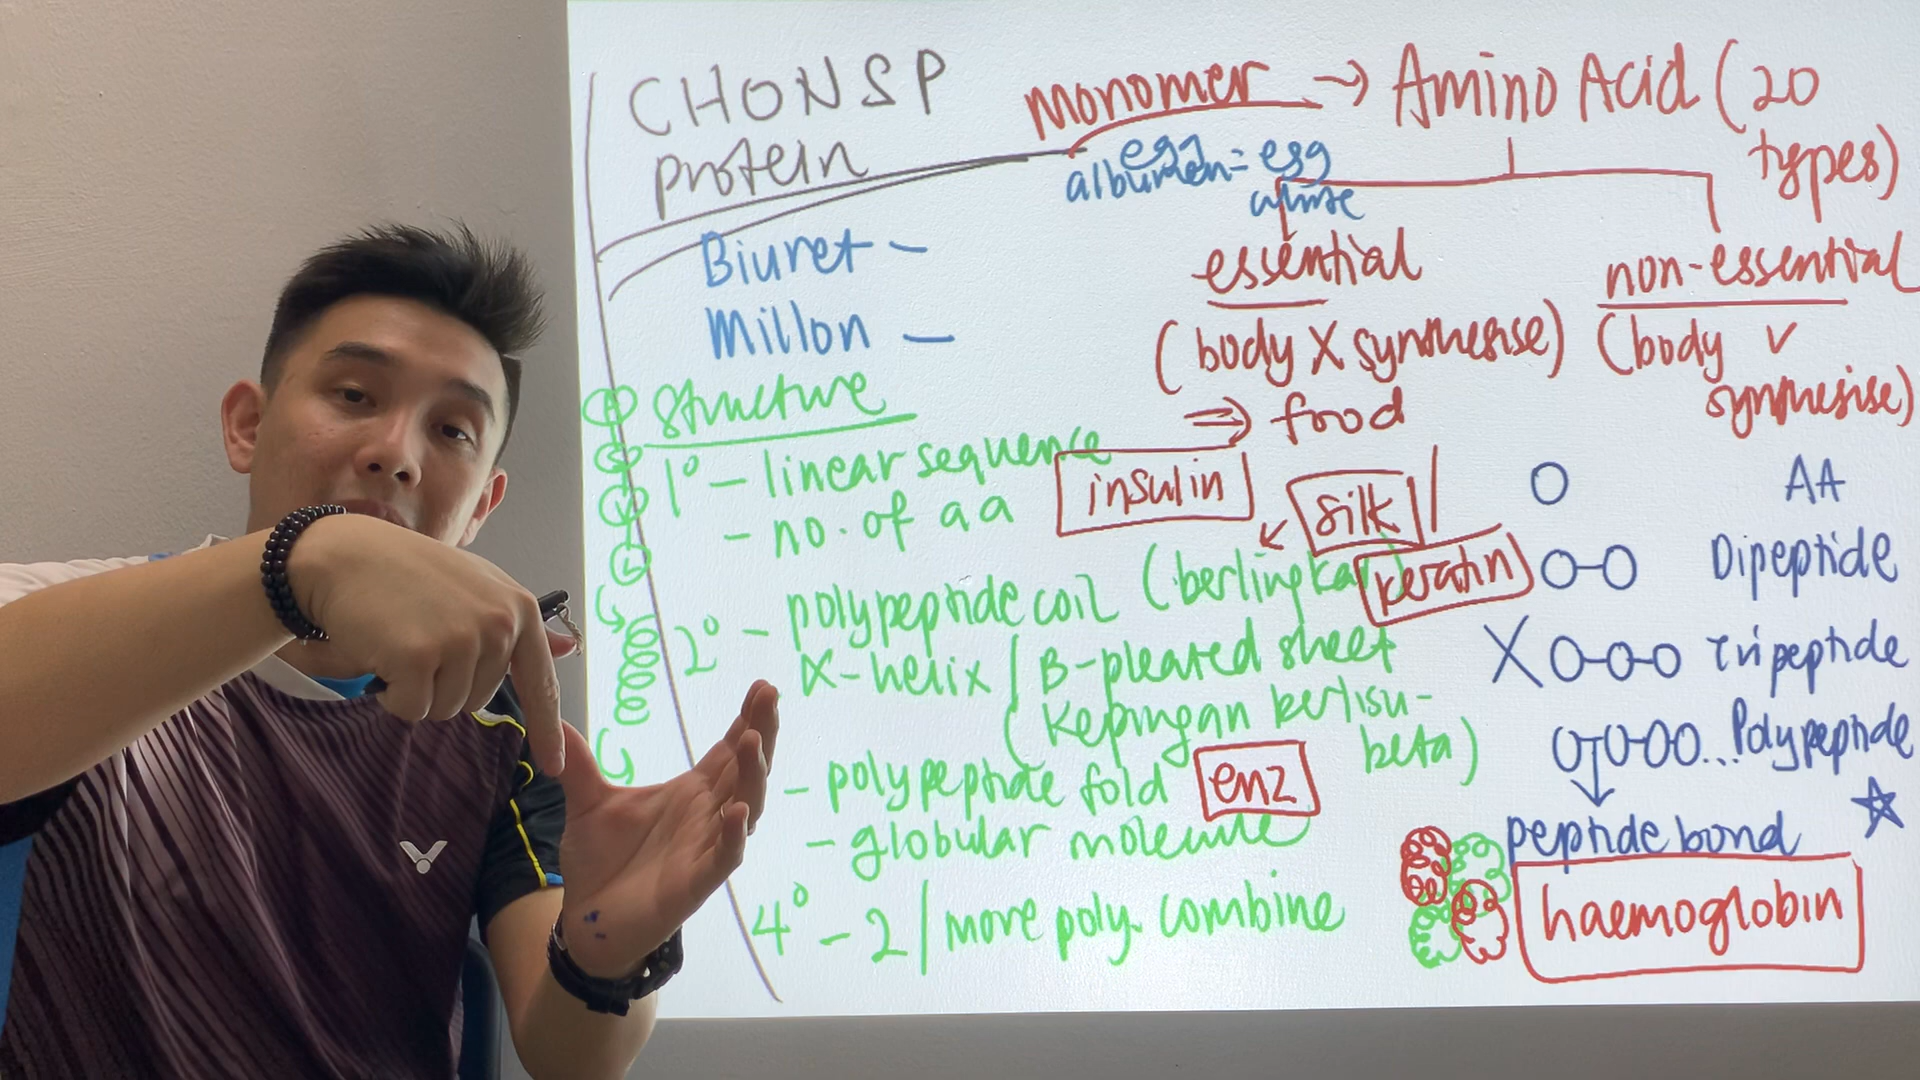 CHONSP
protein
monomer → Amino Acid (20
types)
egg
albumen = egg
white
Biuret –
Millon –
essential
(body X synthesise)
⇒ food
non-essential
(body ✓
synthesise)
structure
1° – linear sequence
– no. of aa
insulin
silk
keratin
2° – polypeptide coil (berlingkar)
α-helix / B-pleated sheet
(kepingan berlisu-
beta)
– polypeptide fold
enz
– globular molecule
4° – 2 / more poly. combine
AA
Dipeptide
X Tripeptide
... Polypeptide
peptide bond
haemoglobin